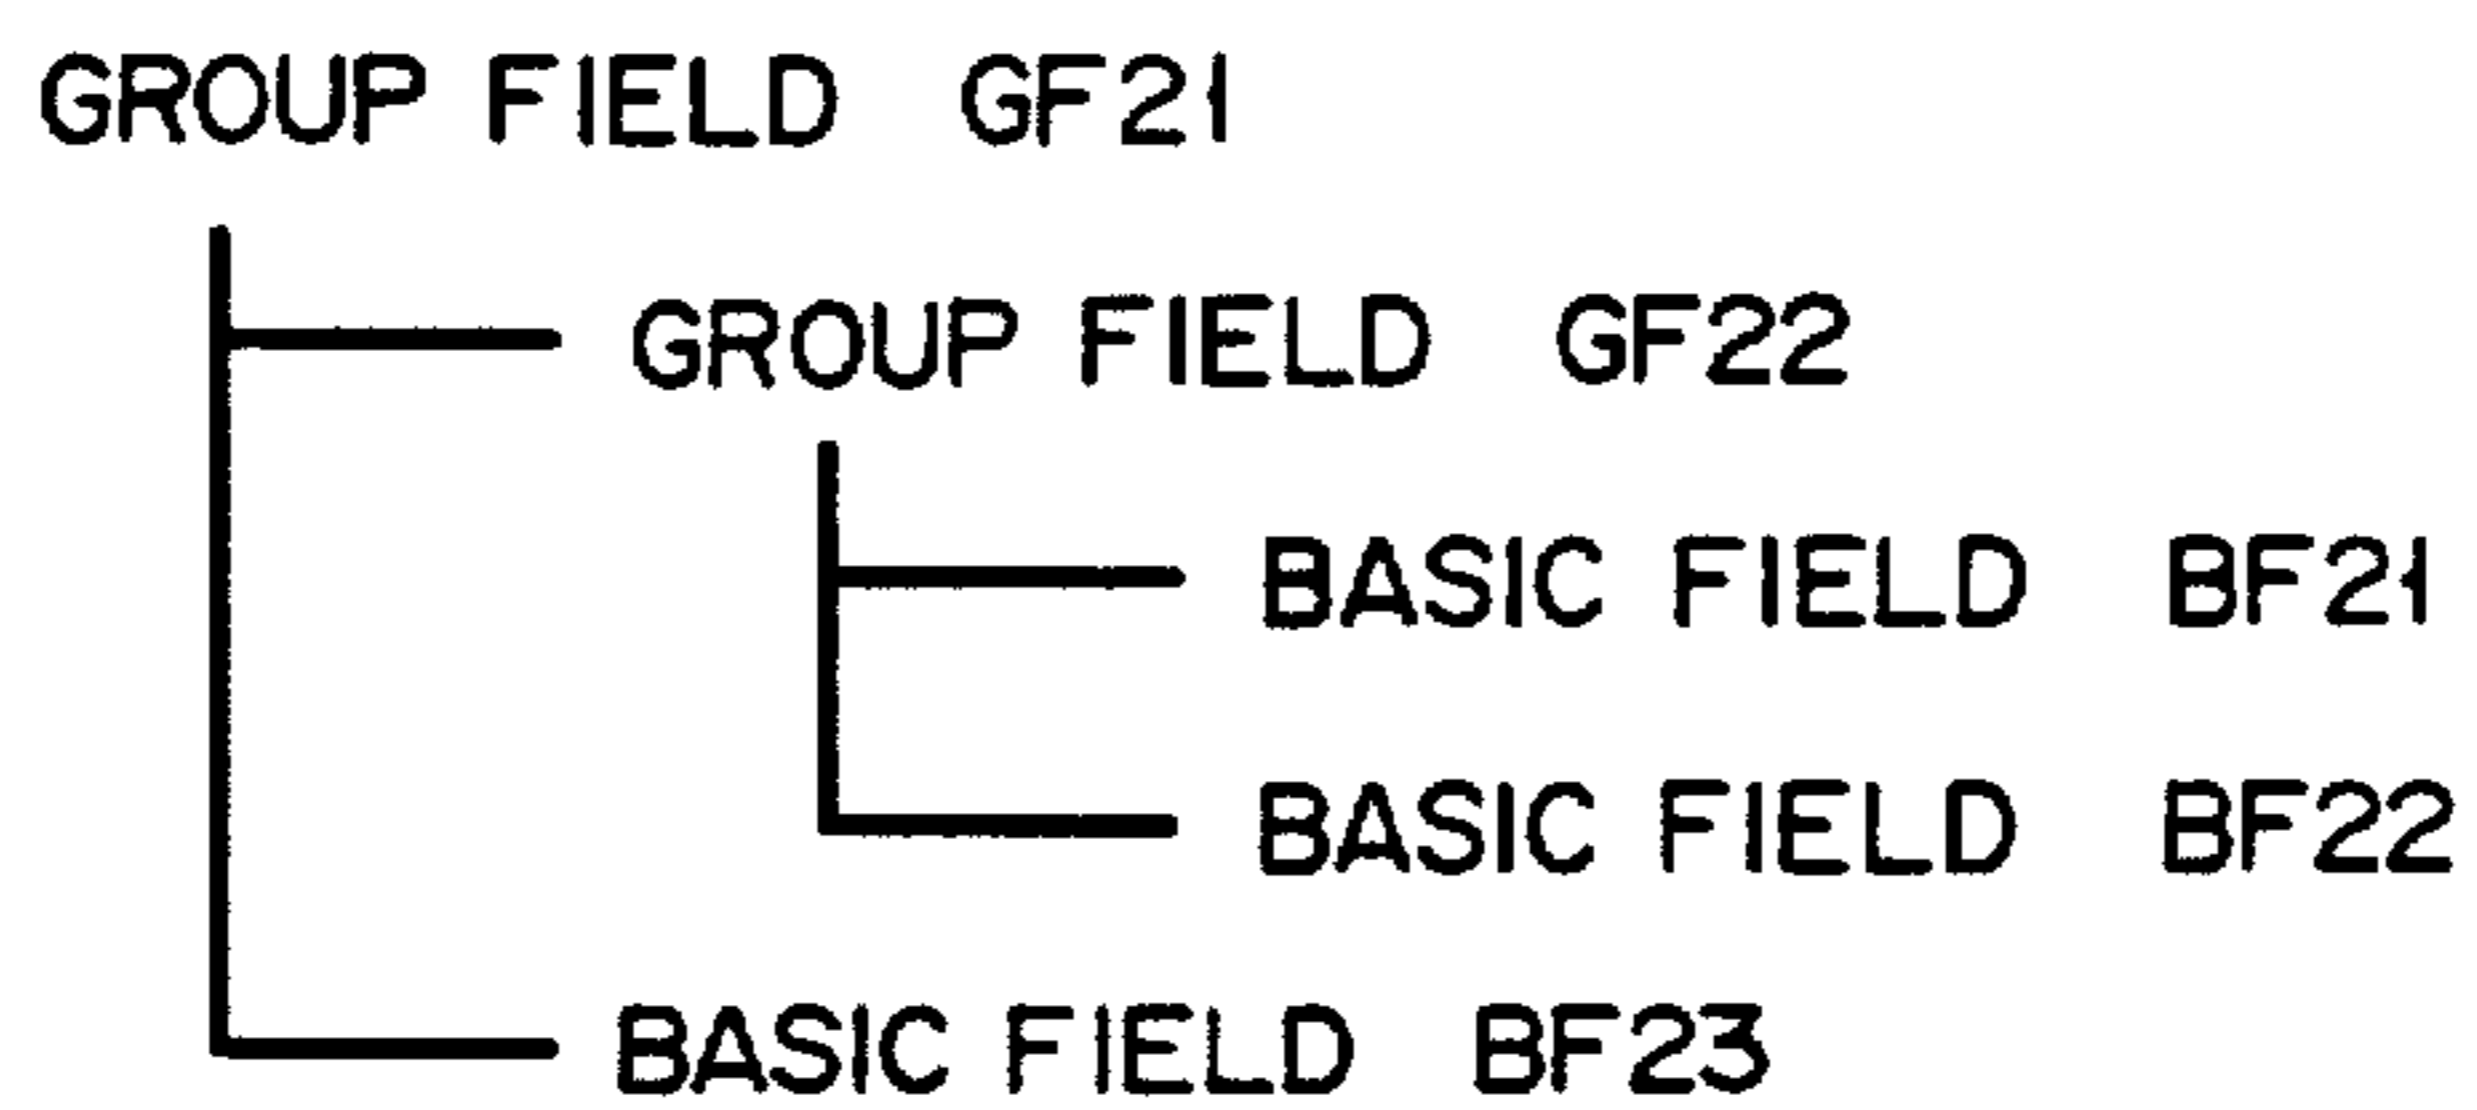 GROUP FIELD GF21
GROUP FIELD GF22
BASIC FIELD BF21
BASIC FIELD BF22
BASIC FIELD BF23